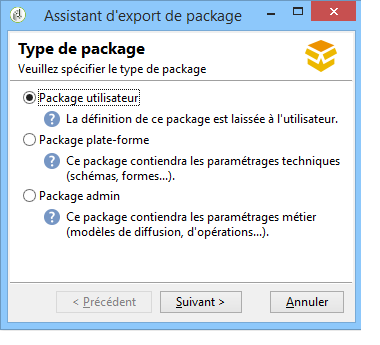 Assistant d'export de package
Type de package
Veuillez spécifier le type de package
Package utilisateur
La définition de ce package est laissée à l'utilisateur.
Package plate-forme
Ce package contiendra les paramétrages techniques
(schémas, formes...).
Package admin
Ce package contiendra les paramétrages métier
(modèles de diffusion, d'opérations...).
< Précédent Suivant > Annuler